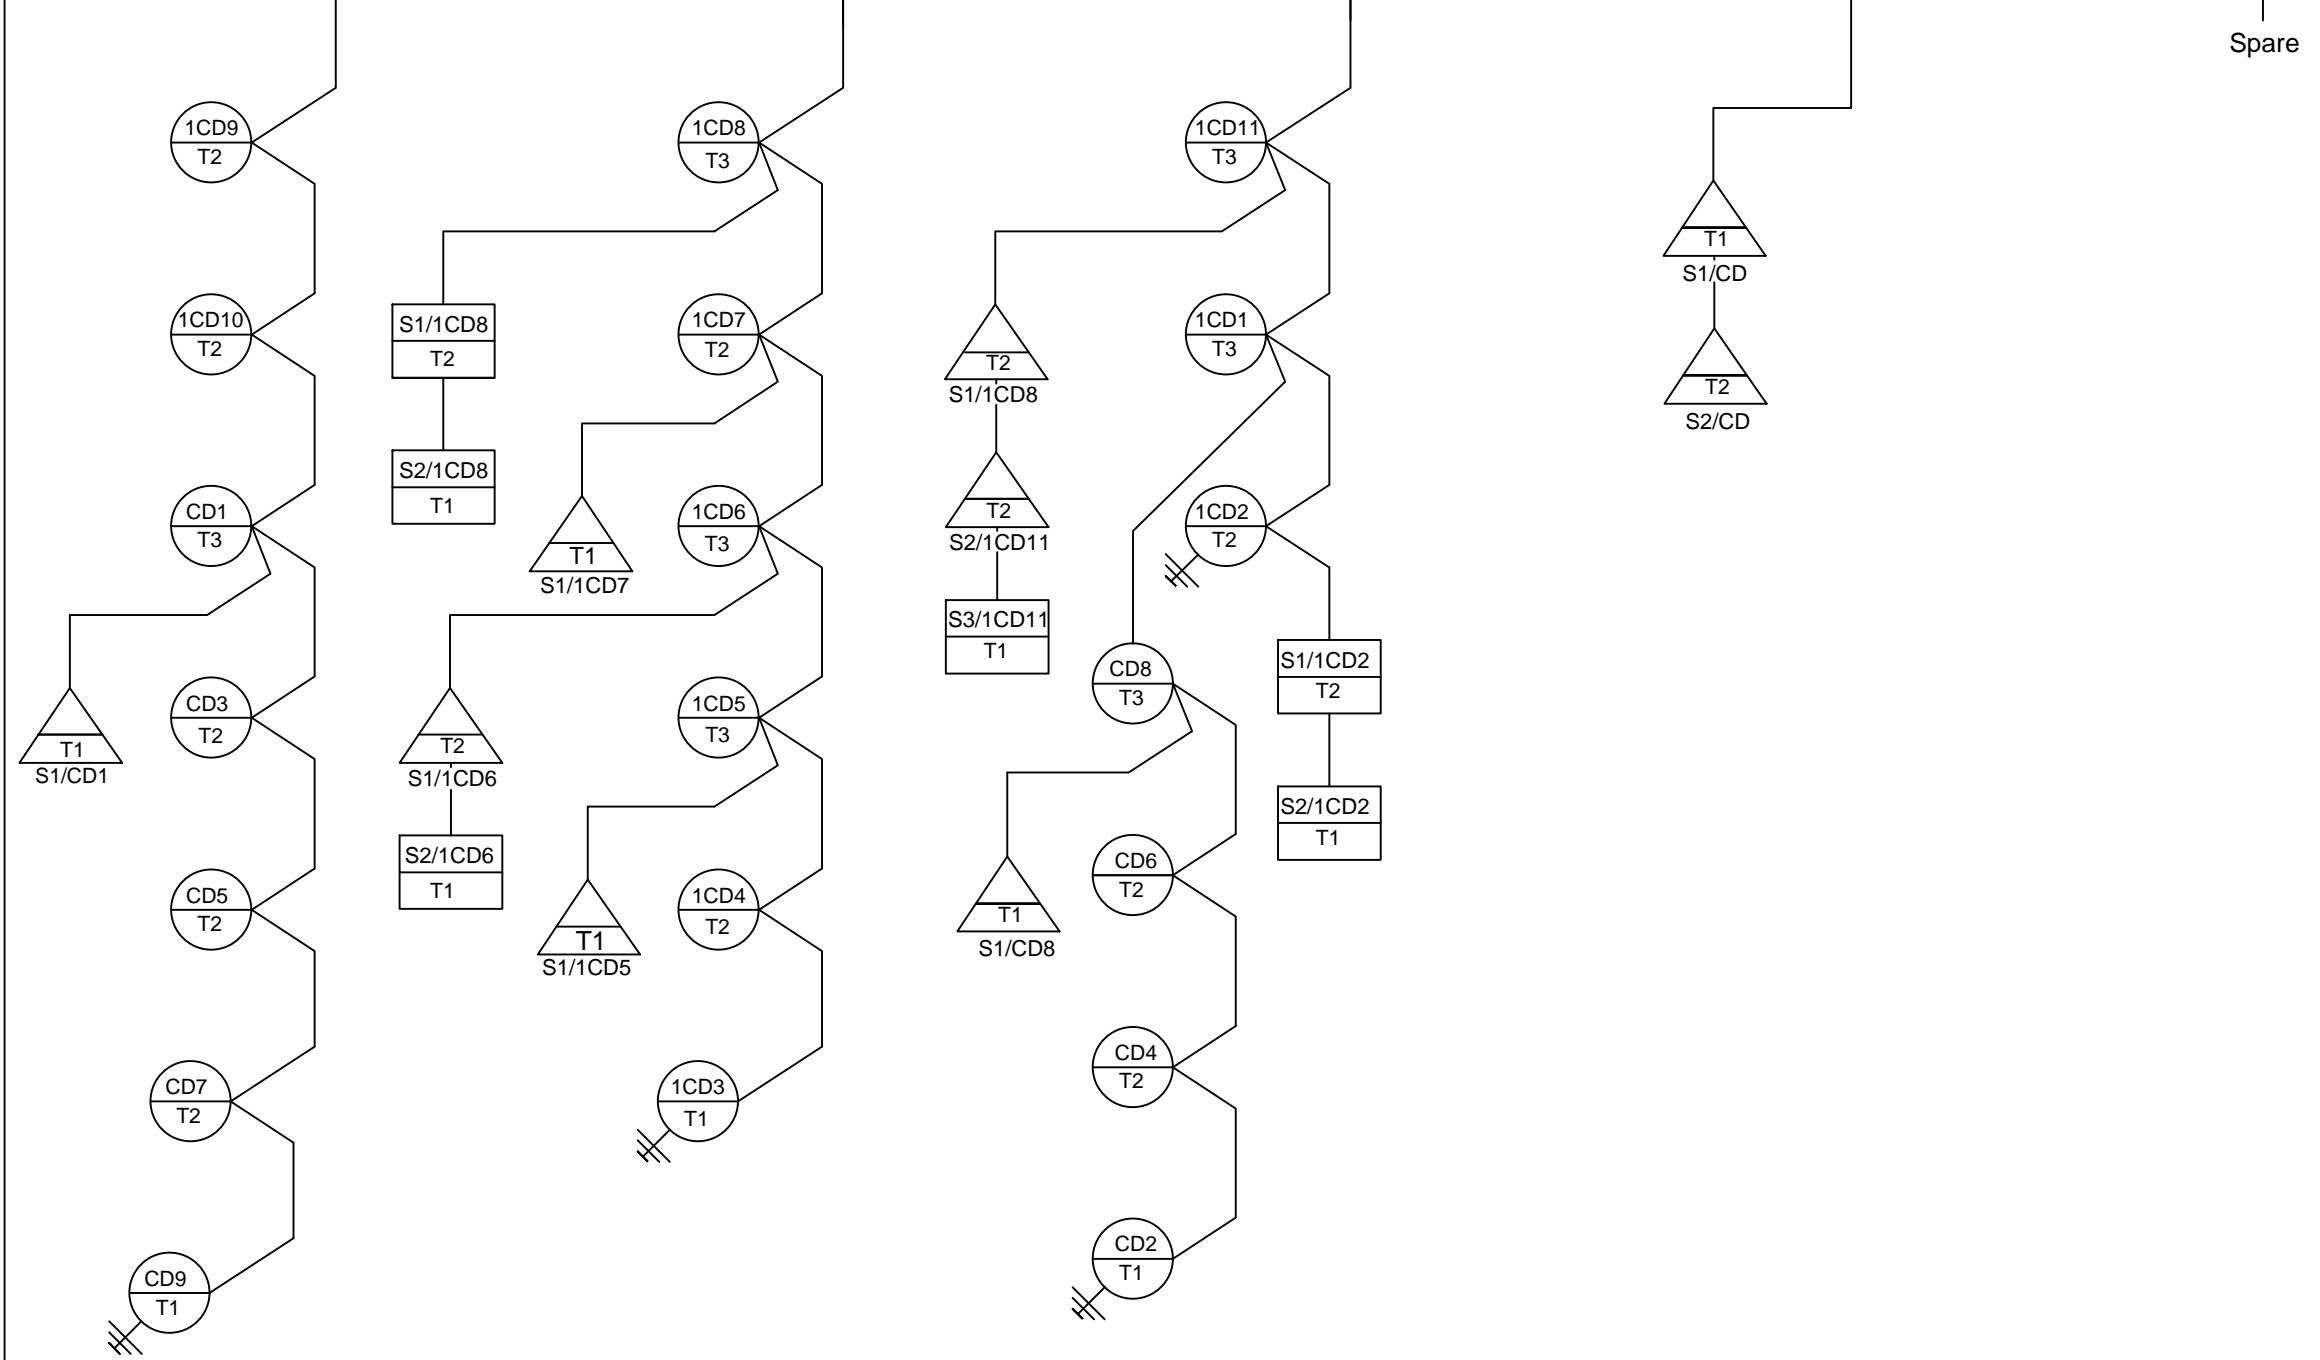 Spare
1CD9
T2
1CD10
T2
CD1
T3
T1
S1/CD1
CD3
T2
CD5
T2
CD7
T2
CD9
T1
1CD8
T3
S1/1CD8
T2
S2/1CD8
T1
1CD7
T2
T1
S1/1CD7
1CD6
T3
T2
S1/1CD6
S2/1CD6
T1
1CD5
T3
T1
S1/1CD5
1CD4
T2
1CD3
T1
1CD11
T3
T2
S1/1CD8
T2
S2/1CD11
S3/1CD11
T1
1CD1
T3
1CD2
T2
S1/1CD2
T2
S2/1CD2
T1
CD8
T3
T1
S1/CD8
CD6
T2
CD4
T2
CD2
T1
T1
S1/CD
T2
S2/CD